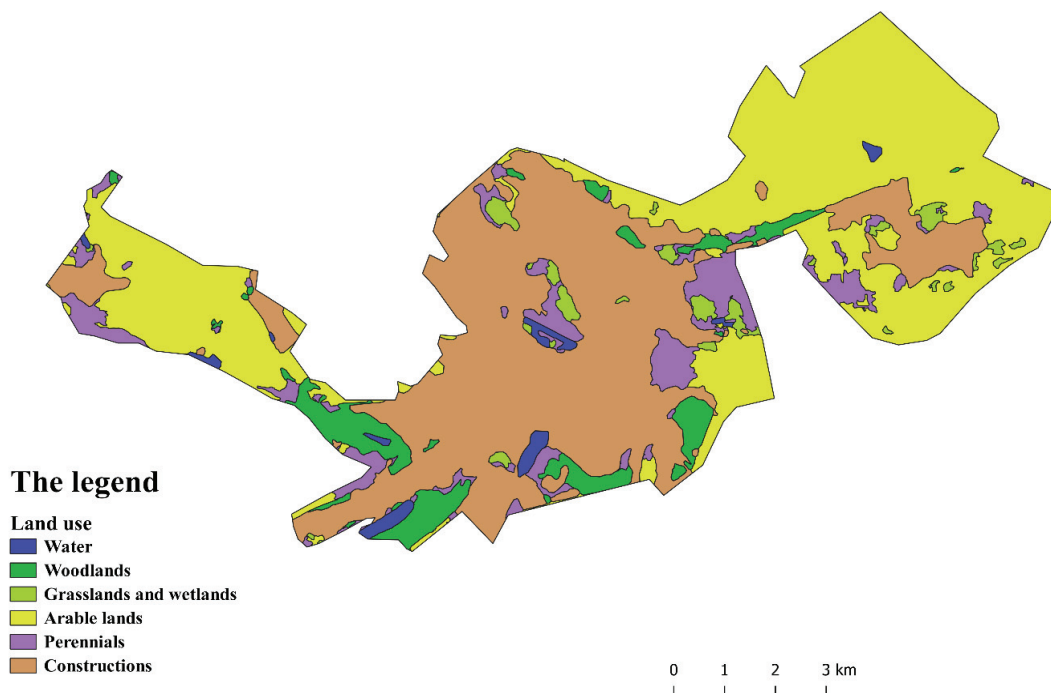 The legend
Land use
Water
Woodlands
Grasslands and wetlands
Arable lands
Perennials
Constructions
0 1 2 3 km